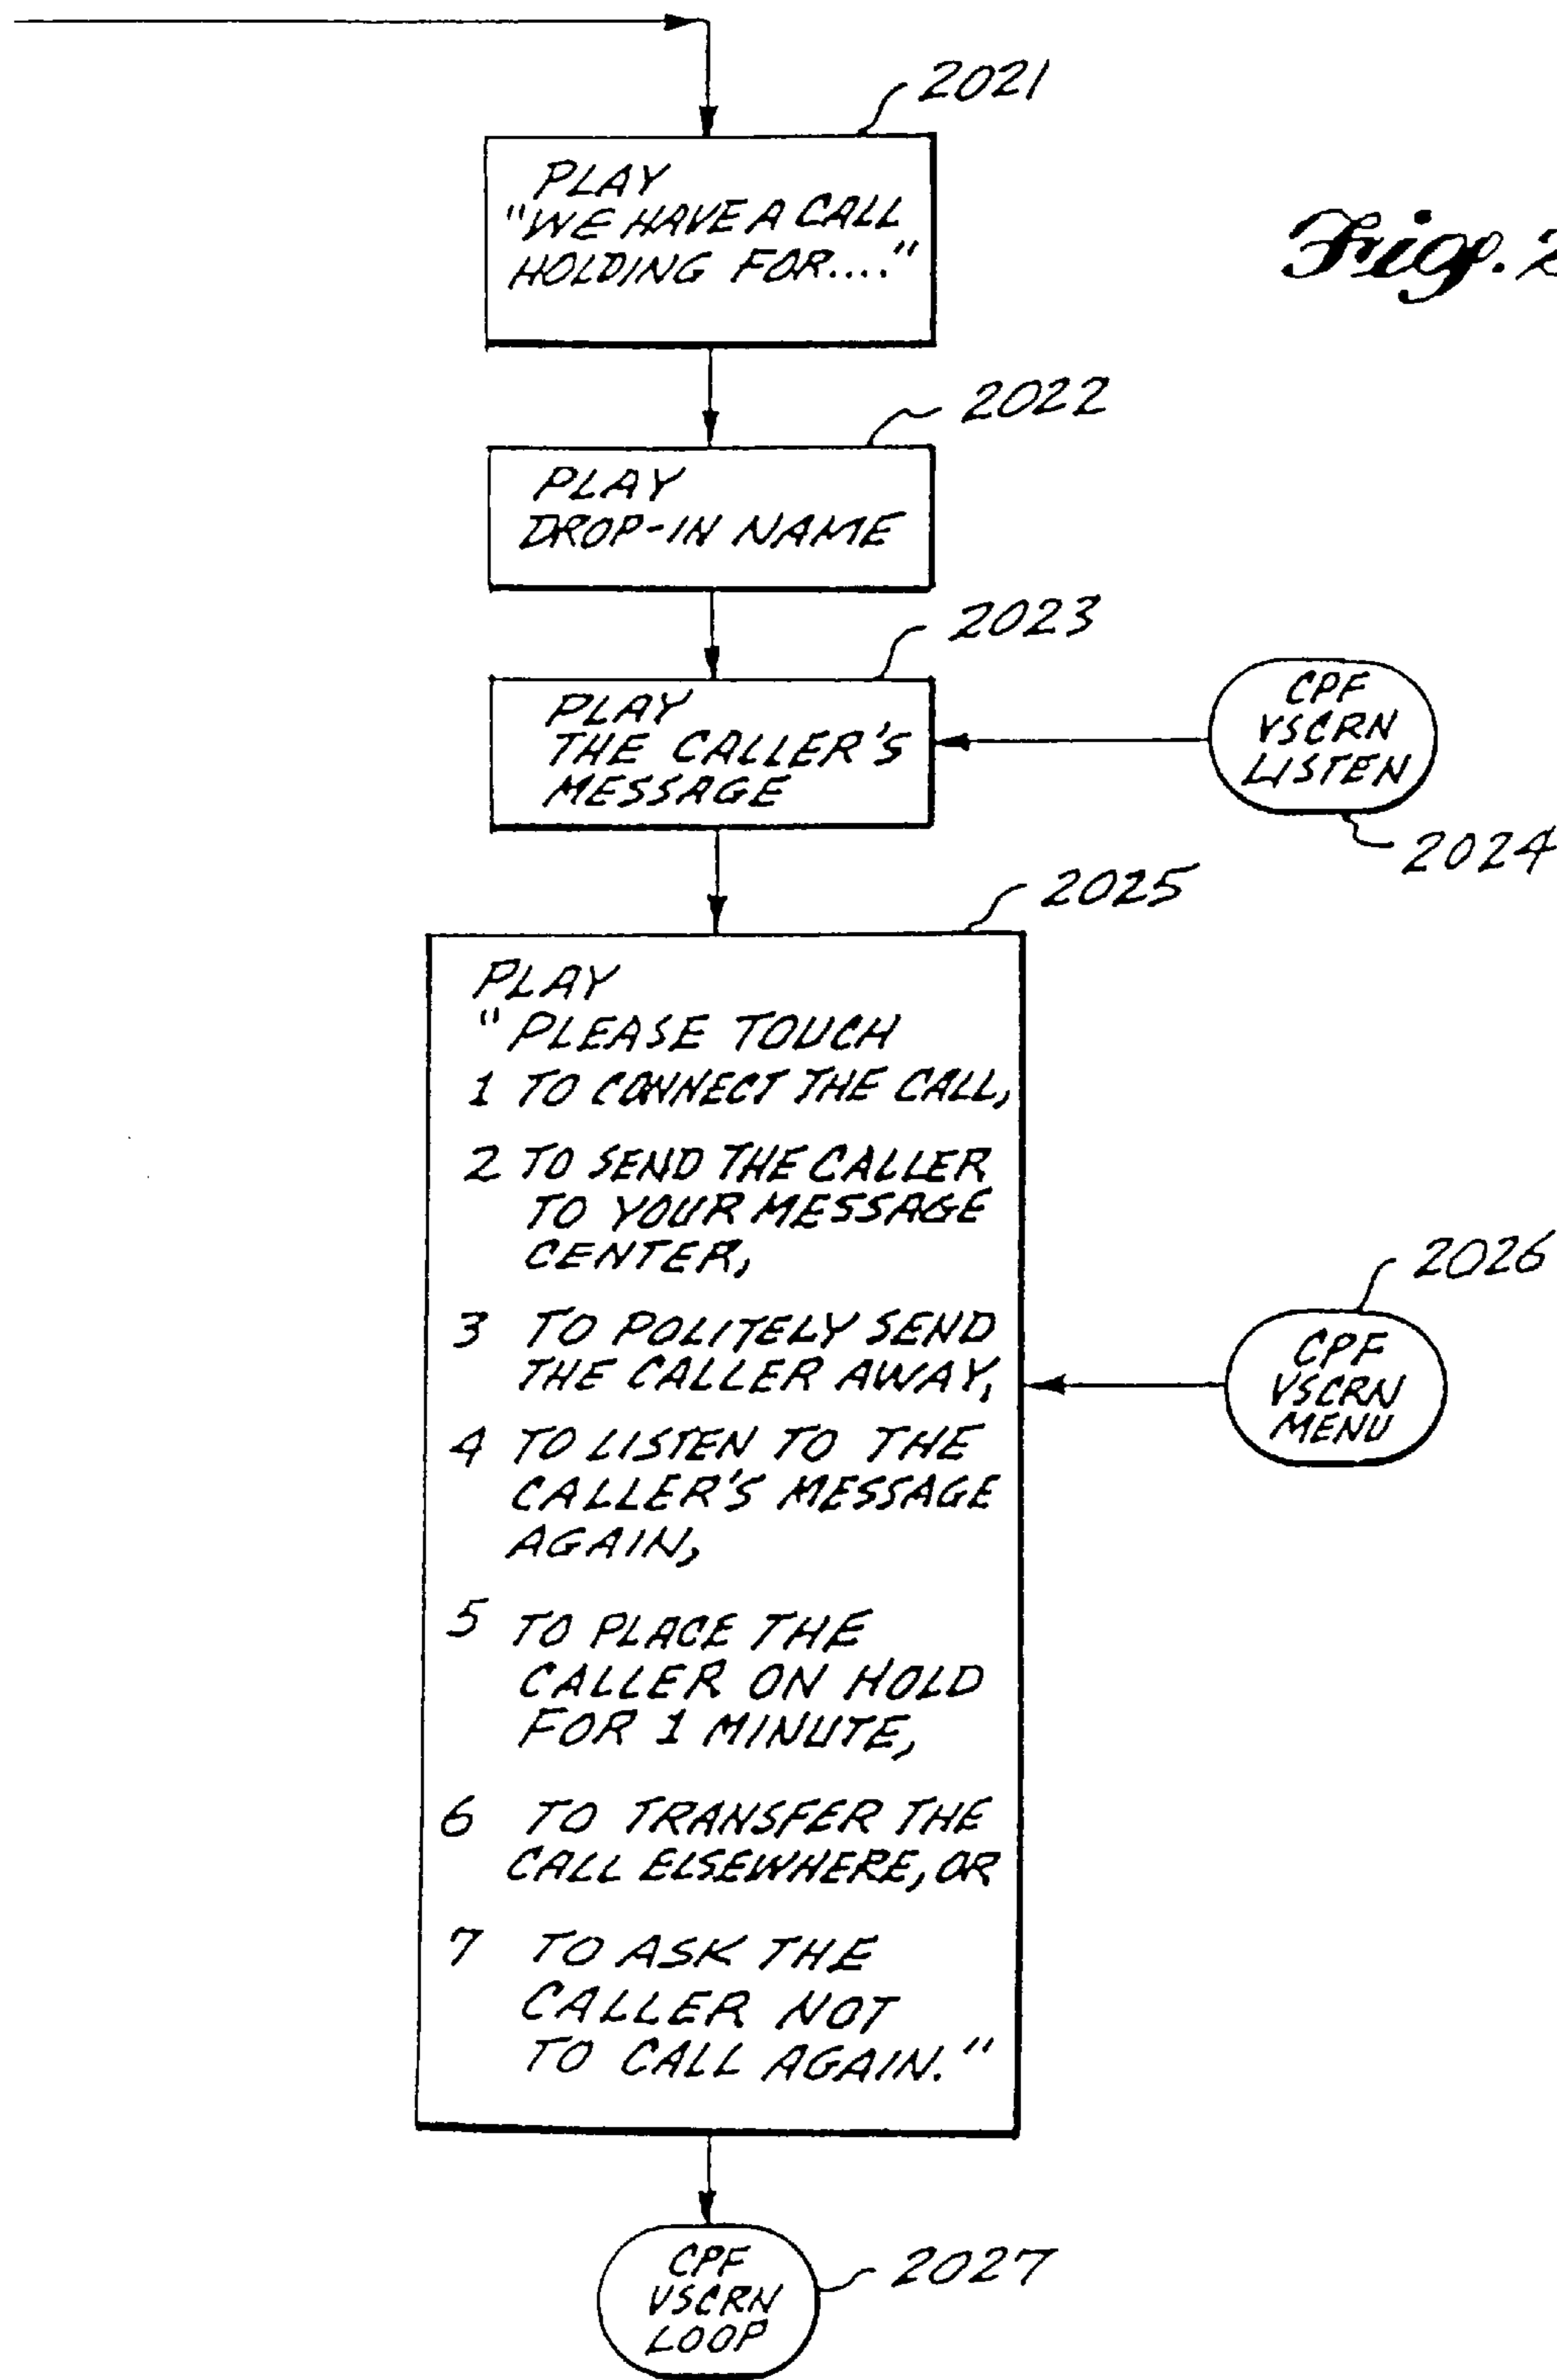 2021
PLAY
"WE HAVE A CALL
HOLDING FOR...."
Fig. 2
2022
PLAY
DROP-IN NAME
2023
PLAY
THE CALLER'S
MESSAGE
CPF
VSCRN
LISTEN
2024
2025
PLAY
"PLEASE TOUCH
1 TO CONNECT THE CALL,
2 TO SEND THE CALLER
TO YOUR MESSAGE
CENTER,
3 TO POLITELY SEND
THE CALLER AWAY,
4 TO LISTEN TO THE
CALLER'S MESSAGE
AGAIN,
5 TO PLACE THE
CALLER ON HOLD
FOR 1 MINUTE,
6 TO TRANSFER THE
CALL ELSEWHERE, OR
7 TO ASK THE
CALLER NOT
TO CALL AGAIN."
2026
CPF
VSCRN
MENU
CPF
VSCRN
LOOP
2027